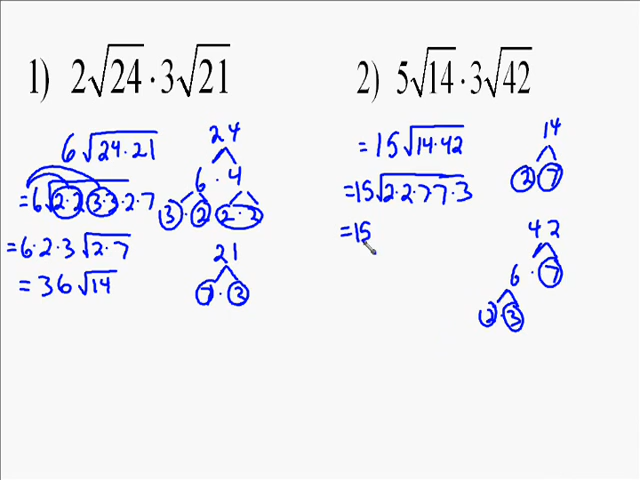 1) 2√24 · 3√21
6√24·21
24
6 · 4
= 6√2·2 3·3·2·7
3 · 2 2 · 2
= 6·2·3√2·7
21
7 · 3
= 36√14
2) 5√14 · 3√42
= 15√14·42
14
2 7
= 15√2·2·7·7·3
42
6 · 7
2 · 3
= 15